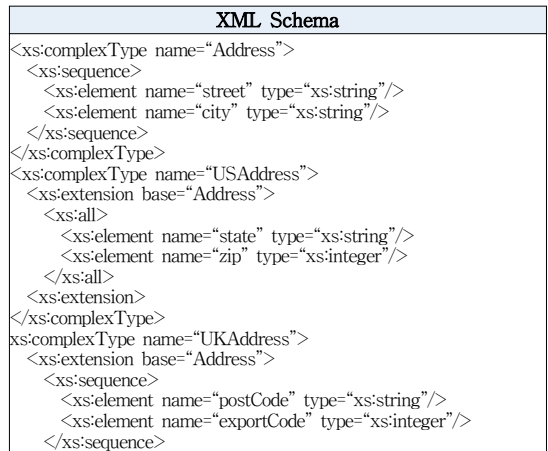 XML Schema
<xs:complexType name=“Address”>
<xs:sequence>
<xs:element name=“street” type=“xs:string”/>
<xs:element name=“city” type=“xs:string”/>
</xs:sequence>
</xs:complexType>
<xs:complexType name=“USAddress”>
<xs:extension base=“Address”>
<xs:all>
<xs:element name=“state” type=“xs:string”/>
<xs:element name=“zip” type=“xs:integer”/>
</xs:all>
<xs:extension>
</xs:complexType>
xs:complexType name=“UKAddress”>
<xs:extension base=“Address”>
<xs:sequence>
<xs:element name=“postCode” type=“xs:string”/>
<xs:element name=“exportCode” type=“xs:integer”/>
</xs:sequence>